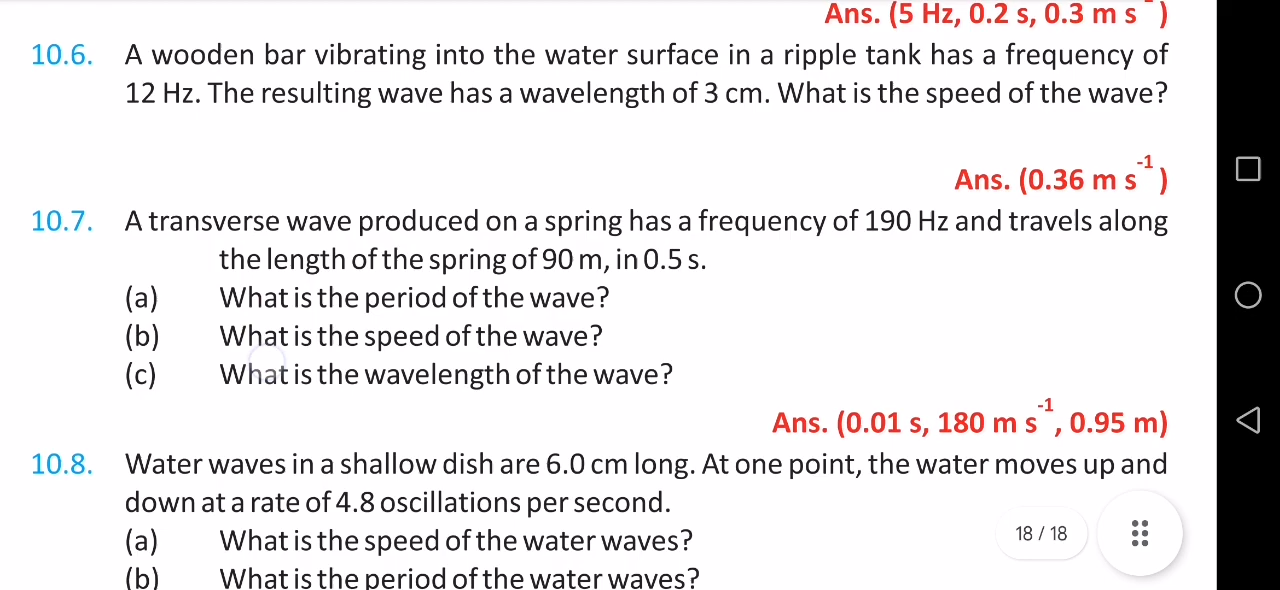 Ans. (5 Hz, 0.2 s, 0.3 m s⁻ )
10.6. A wooden bar vibrating into the water surface in a ripple tank has a frequency of
12 Hz. The resulting wave has a wavelength of 3 cm. What is the speed of the wave?
Ans. (0.36 m s⁻¹)
10.7. A transverse wave produced on a spring has a frequency of 190 Hz and travels along
the length of the spring of 90 m, in 0.5 s.
(a) What is the period of the wave?
(b) What is the speed of the wave?
(c) What is the wavelength of the wave?
Ans. (0.01 s, 180 m s⁻¹, 0.95 m)
10.8. Water waves in a shallow dish are 6.0 cm long. At one point, the water moves up and
down at a rate of 4.8 oscillations per second.
(a) What is the speed of the water waves?
18 / 18
(b) What is the period of the water waves?